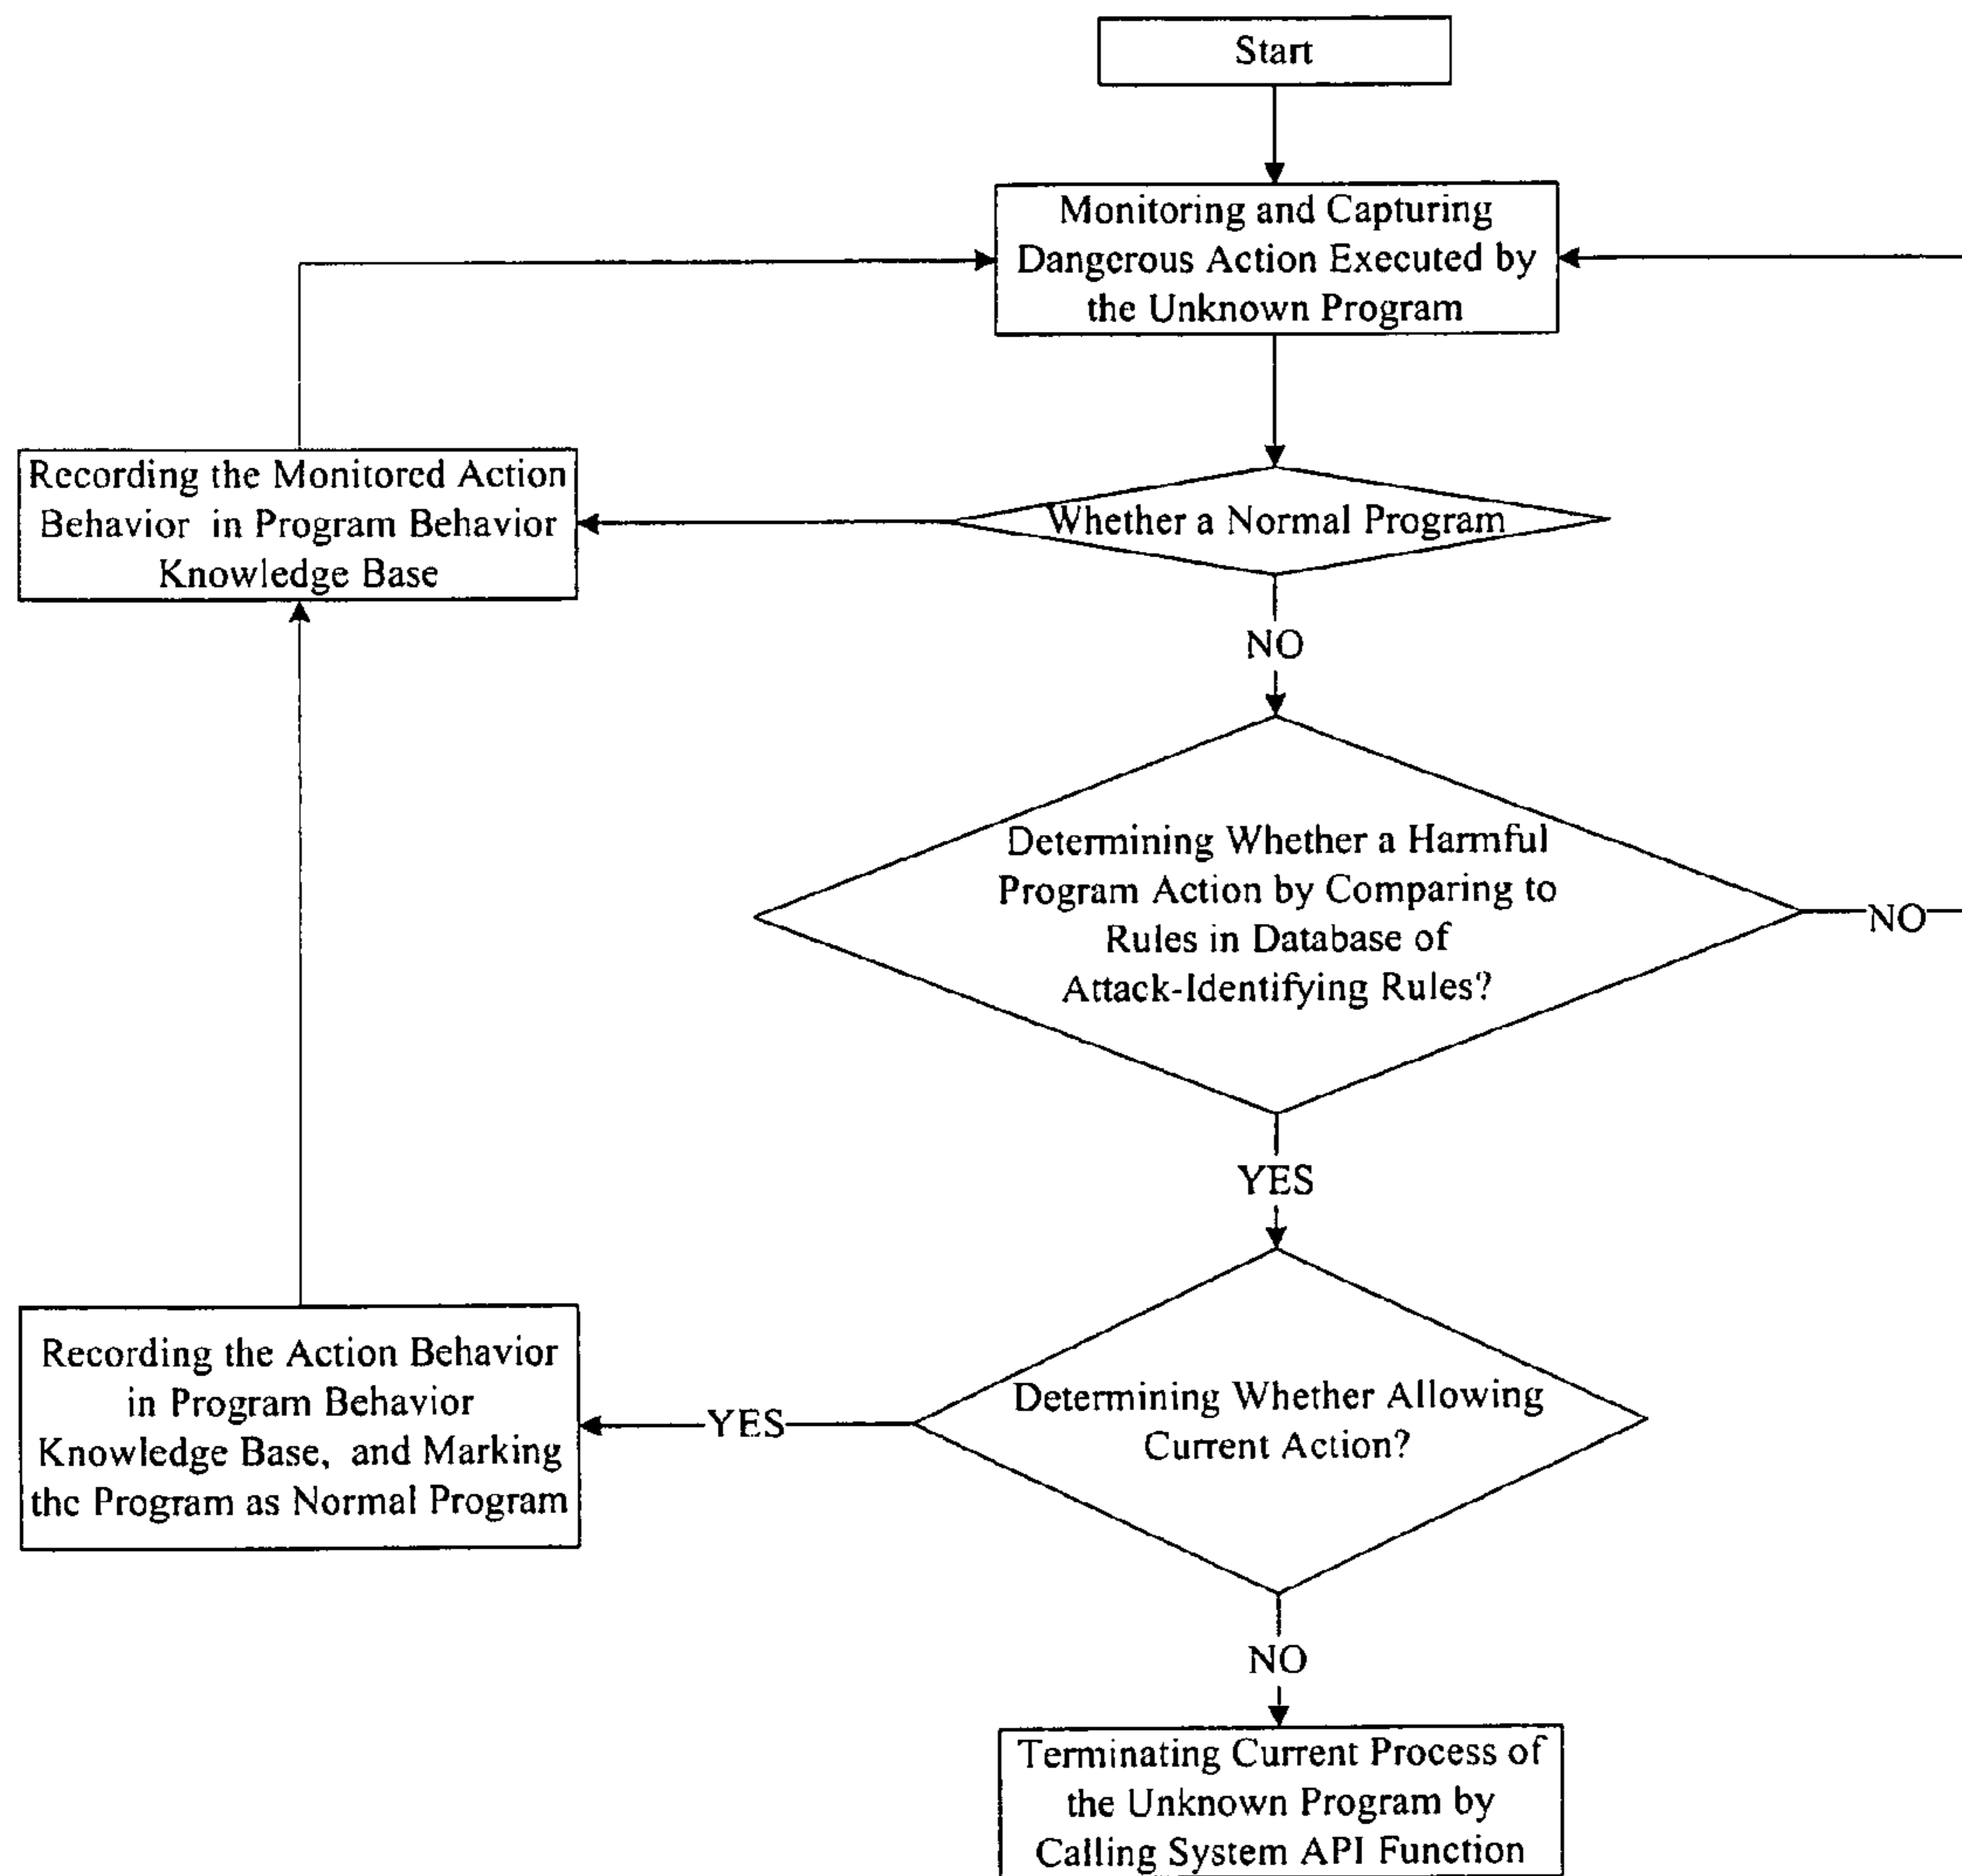 Start
Monitoring and Capturing
Dangerous Action Executed by
the Unknown Program
Recording the Monitored Action
Behavior in Program Behavior
Knowledge Base
Whether a Normal Program
NO
Determining Whether a Harmful
Program Action by Comparing to
Rules in Database of
Attack-Identifying Rules?
NO
YES
Recording the Action Behavior
in Program Behavior
Knowledge Base, and Marking
the Program as Normal Program
YES
Determining Whether Allowing
Current Action?
NO
Terminating Current Process of
the Unknown Program by
Calling System API Function